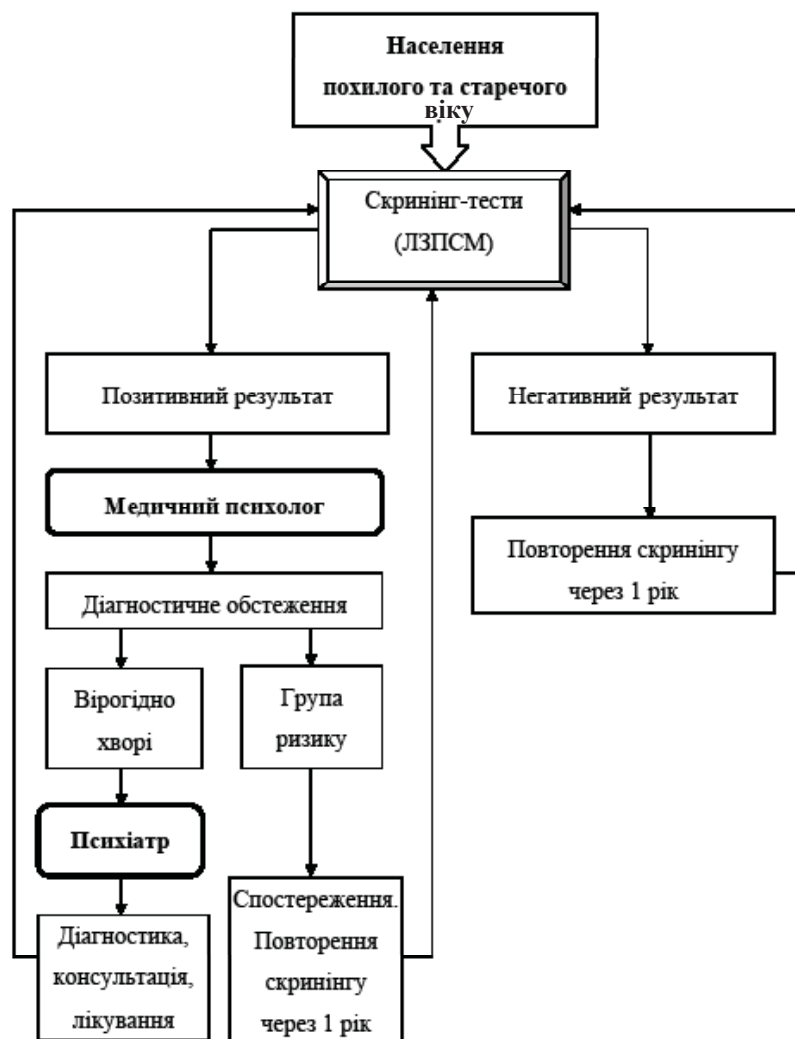 Населення
похилого та старечого
віку
Скринінг-тести
(ЛЗПСМ)
Позитивний результат
Негативний результат
Медичний психолог
Повторення скринінгу
через 1 рік
Діагностичне обстеження
Вірогідно
хворі
Група
ризику
Психіатр
Діагностика,
консультація,
лікування
Спостереження.
Повторення
скринінгу
через 1 рік